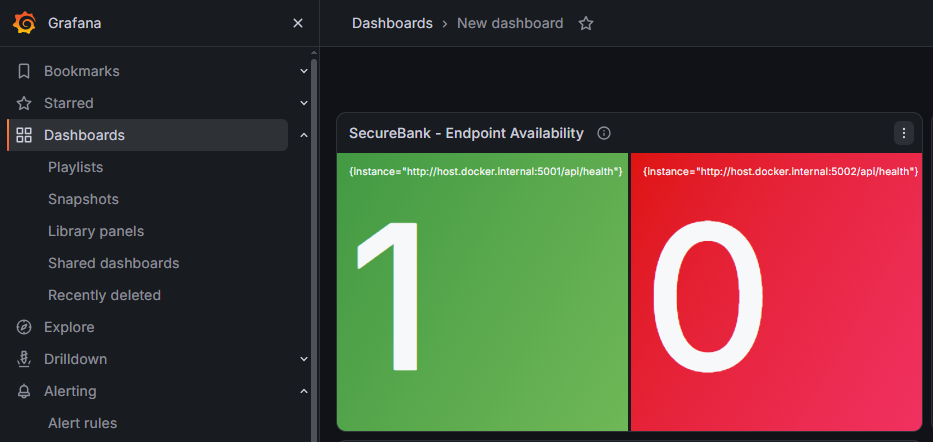 Grafana
Dashboards › New dashboard
Bookmarks
Starred
Dashboards
Playlists
Snapshots
Library panels
Shared dashboards
Recently deleted
Explore
Drilldown
Alerting
Alert rules
SecureBank - Endpoint Availability
{instance="http://host.docker.internal:5001/api/health"}
1
{instance="http://host.docker.internal:5002/api/health"}
0